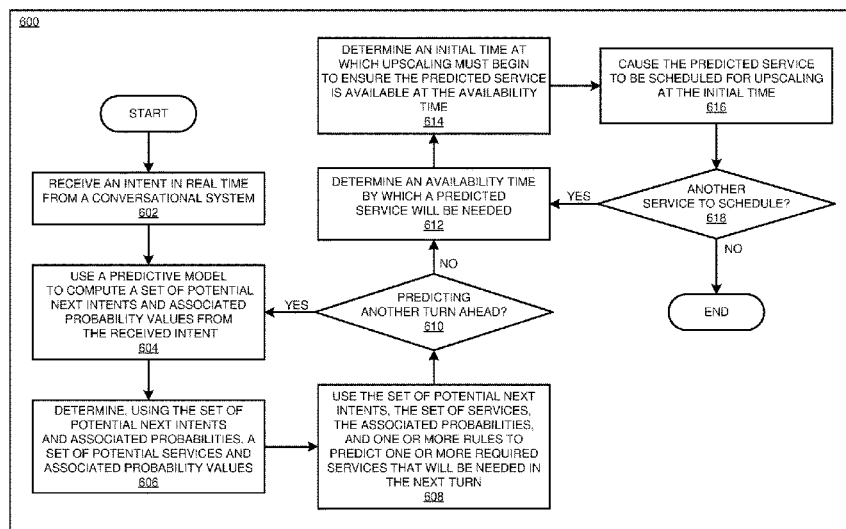 600
START
RECEIVE AN INTENT IN REAL TIME
FROM A CONVERSATIONAL SYSTEM
602
USE A PREDICTIVE MODEL
TO COMPUTE A SET OF POTENTIAL
NEXT INTENTS AND ASSOCIATED
PROBABILITY VALUES FROM
THE RECEIVED INTENT
604
DETERMINE, USING THE SET OF
POTENTIAL NEXT INTENTS
AND ASSOCIATED PROBABILITIES, A
SET OF POTENTIAL SERVICES AND
ASSOCIATED PROBABILITY VALUES
606
USE THE SET OF POTENTIAL NEXT
INTENTS, THE SET OF SERVICES,
THE ASSOCIATED PROBABILITIES,
AND ONE OR MORE RULES TO
PREDICT ONE OR MORE REQUIRED
SERVICES THAT WILL BE NEEDED IN
THE NEXT TURN
608
PREDICTING
ANOTHER TURN AHEAD?
610
YES
NO
DETERMINE AN AVAILABILITY TIME
BY WHICH A PREDICTED
SERVICE WILL BE NEEDED
612
DETERMINE AN INITIAL TIME AT
WHICH UPSCALING MUST BEGIN
TO ENSURE THE PREDICTED SERVICE
IS AVAILABLE AT THE AVAILABILITY
TIME
614
CAUSE THE PREDICTED SERVICE
TO BE SCHEDULED FOR UPSCALING
AT THE INITIAL TIME
616
ANOTHER
SERVICE TO SCHEDULE?
618
YES
NO
END